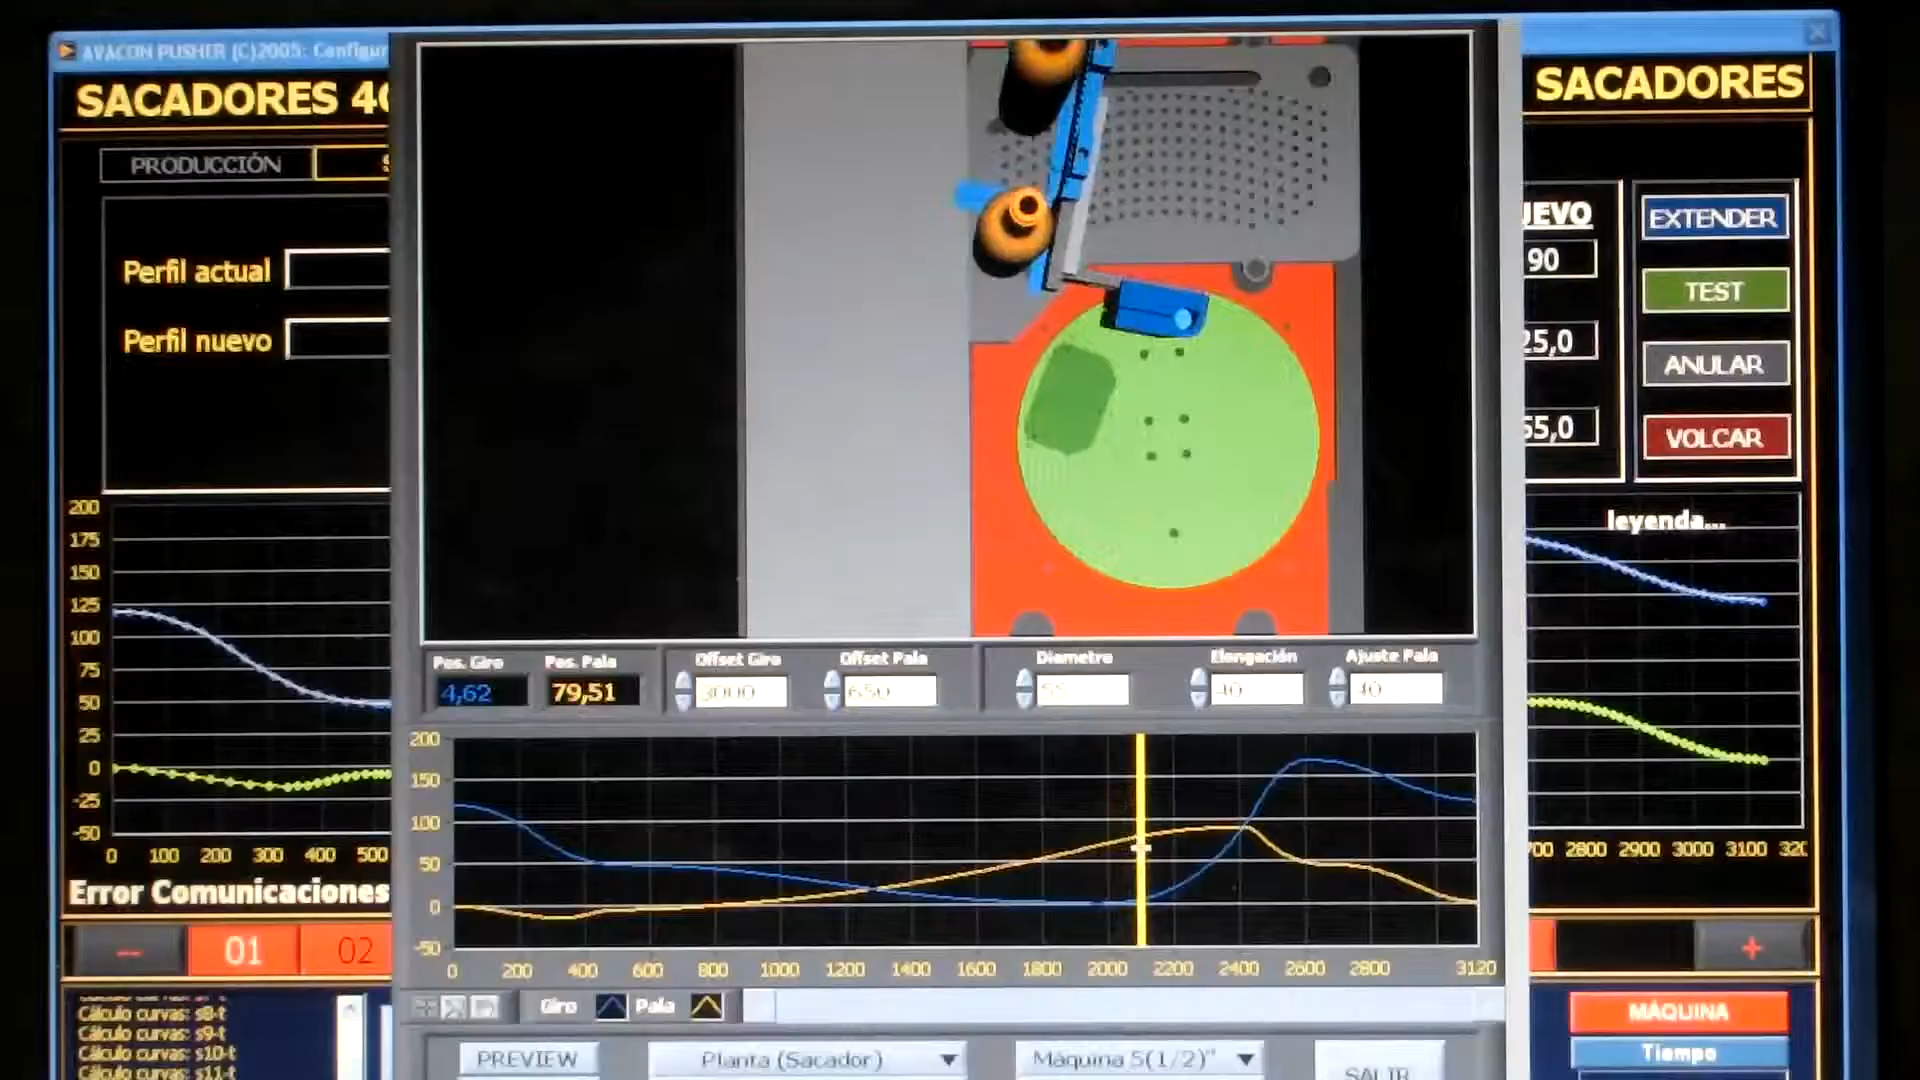 AVACON PUSHER (C)2005: Configur
SACADORES 40
SACADORES
PRODUCCIÓN
S
Perfil actual
Perfil nuevo
UEVO
90
25,0
55,0
EXTENDER
TEST
ANULAR
VOLCAR
leyenda...
200
175
150
125
100
75
50
25
0
-25
-50
0 100 200 300 400 500
700 2800 2900 3000 3100 320
Pos. Giro
Pos. Pala
Offset Giro
Offset Pala
Diametro
Elongación
Ajuste Pala
4,62
79,51
3000
650
55
40
40
200
150
100
50
0
-50
0 200 400 600 800 1000 1200 1400 1600 1800 2000 2200 2400 2600 2800 3120
Giro
Pala
Error Comunicaciones
--
01
02
+
Cálculo curvas: s8-t
Cálculo curvas: s9-t
Cálculo curvas: s10-t
Cálculo curvas: s11-t
PREVIEW
Planta (Sacador)
Máquina 5(1/2)"
SALIR
MÁQUINA
Tiempo